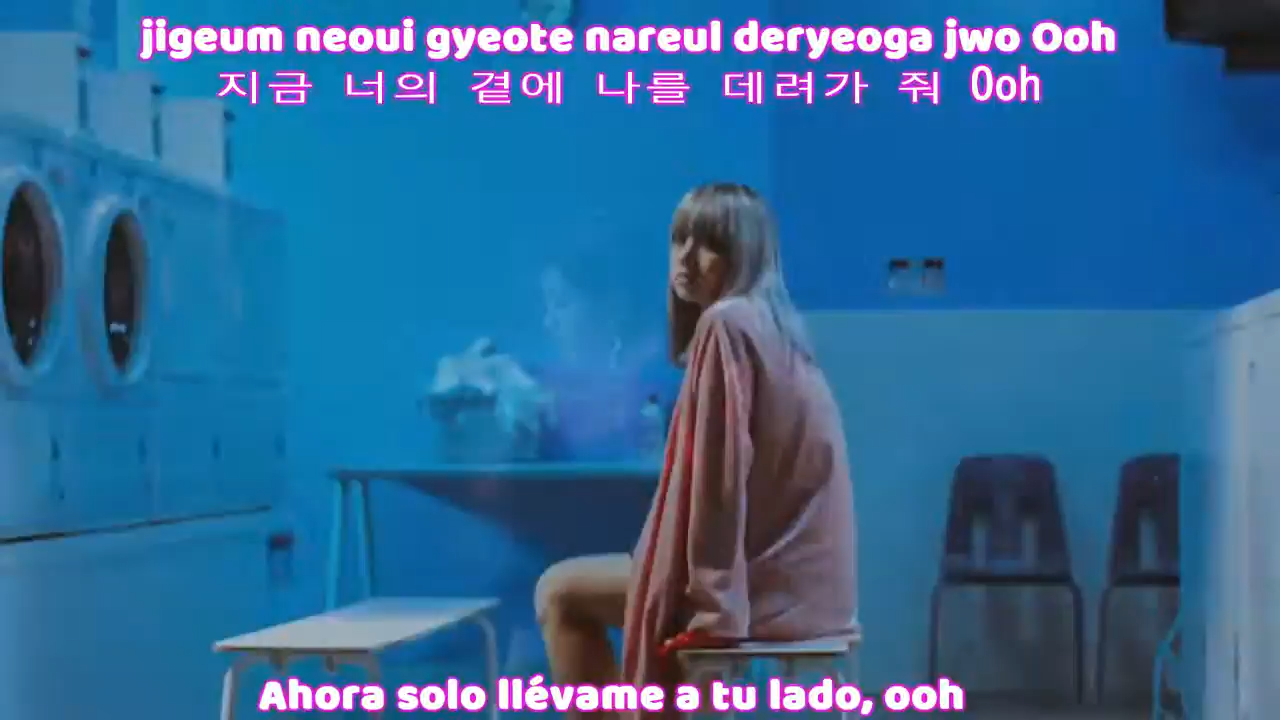 jigeum neoui gyeote nareul deryeoga jwo Ooh
지금 너의 곁에 나를 데려가 줘 Ooh
Ahora solo llévame a tu lado, ooh